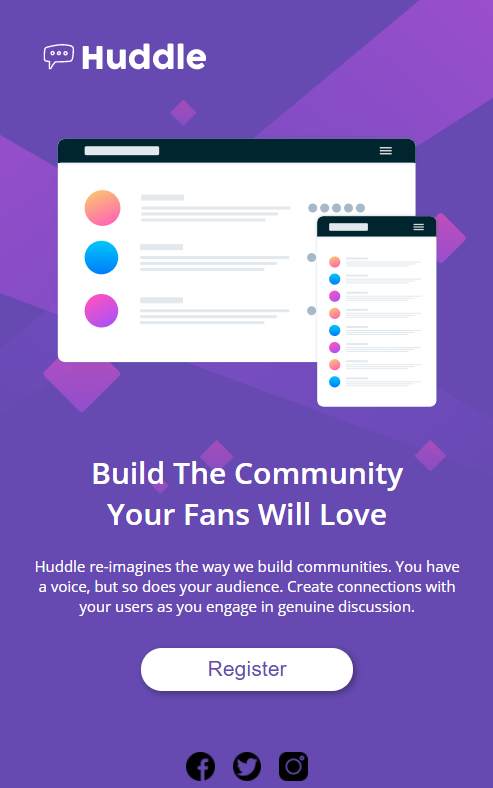 Huddle
Build The Community
Your Fans Will Love
Huddle re-imagines the way we build communities. You have
a voice, but so does your audience. Create connections with
your users as you engage in genuine discussion.
Register